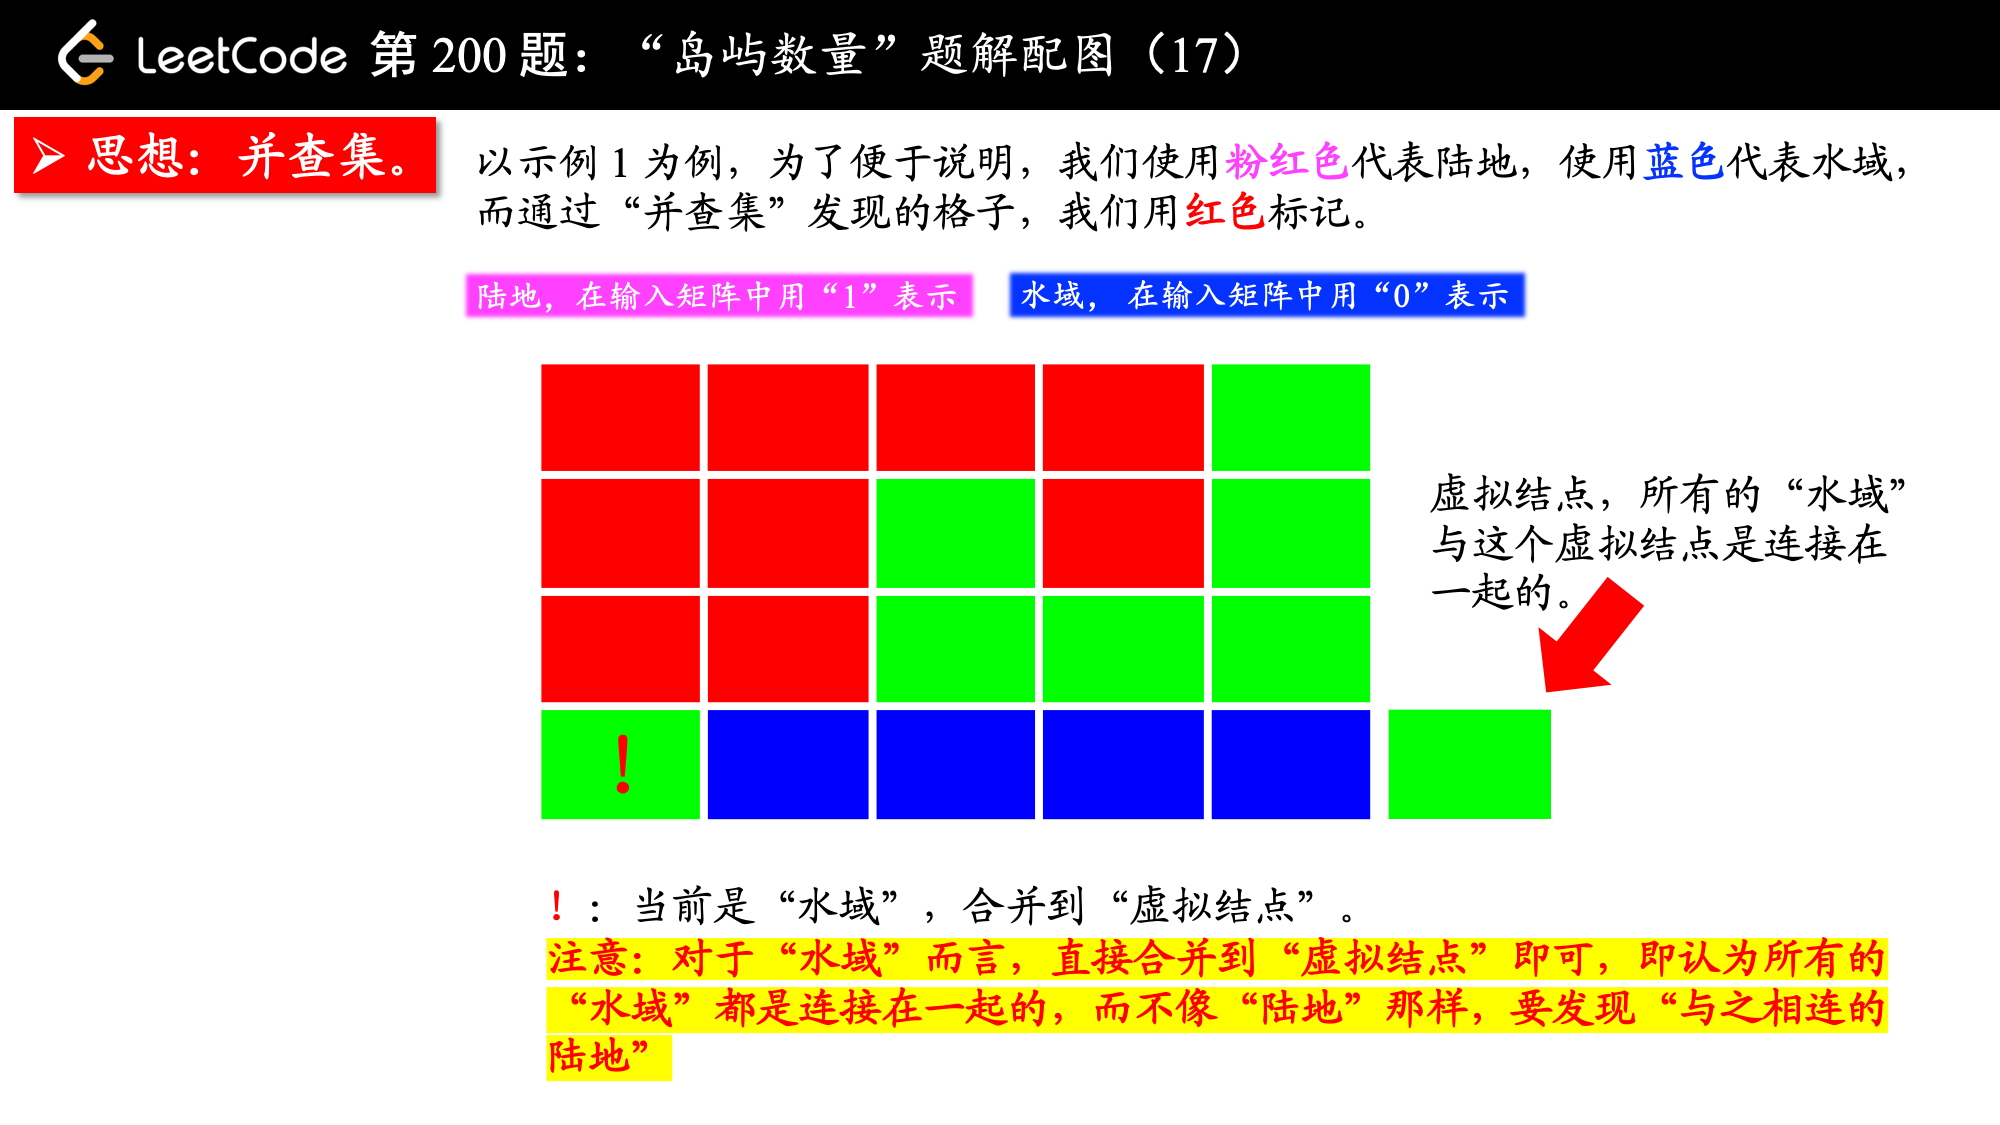 LeetCode 第 200 题：“岛屿数量”题解配图（17）
思想：并查集。
以示例 1 为例，为了便于说明，我们使用粉红色代表陆地，使用蓝色代表水域，
而通过“并查集”发现的格子，我们用红色标记。
陆地，在输入矩阵中用“1”表示
水域，在输入矩阵中用“0”表示
虚拟结点，所有的“水域”
与这个虚拟结点是连接在
一起的。
！
！：当前是“水域”，合并到“虚拟结点”。
注意：对于“水域”而言，直接合并到“虚拟结点”即可，即认为所有的
“水域”都是连接在一起的，而不像“陆地”那样，要发现“与之相连的
陆地”